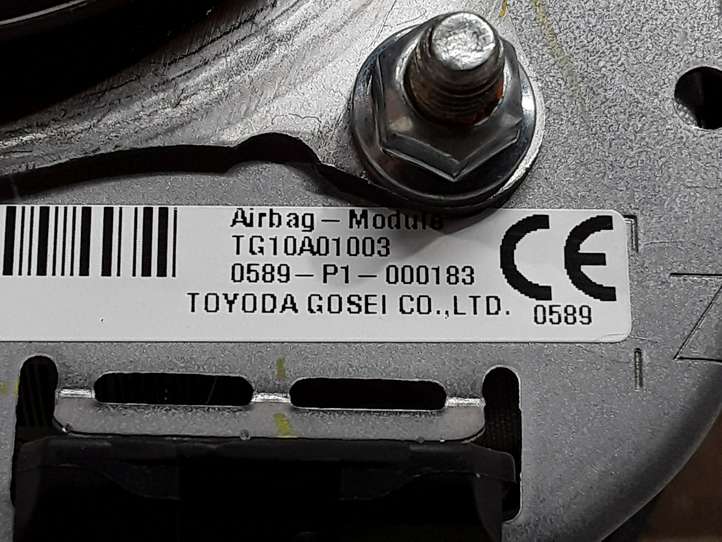 Airbag-Module
TG10A01003
0589-P1-000183
TOYODA GOSEI CO.,LTD.
CE
0589